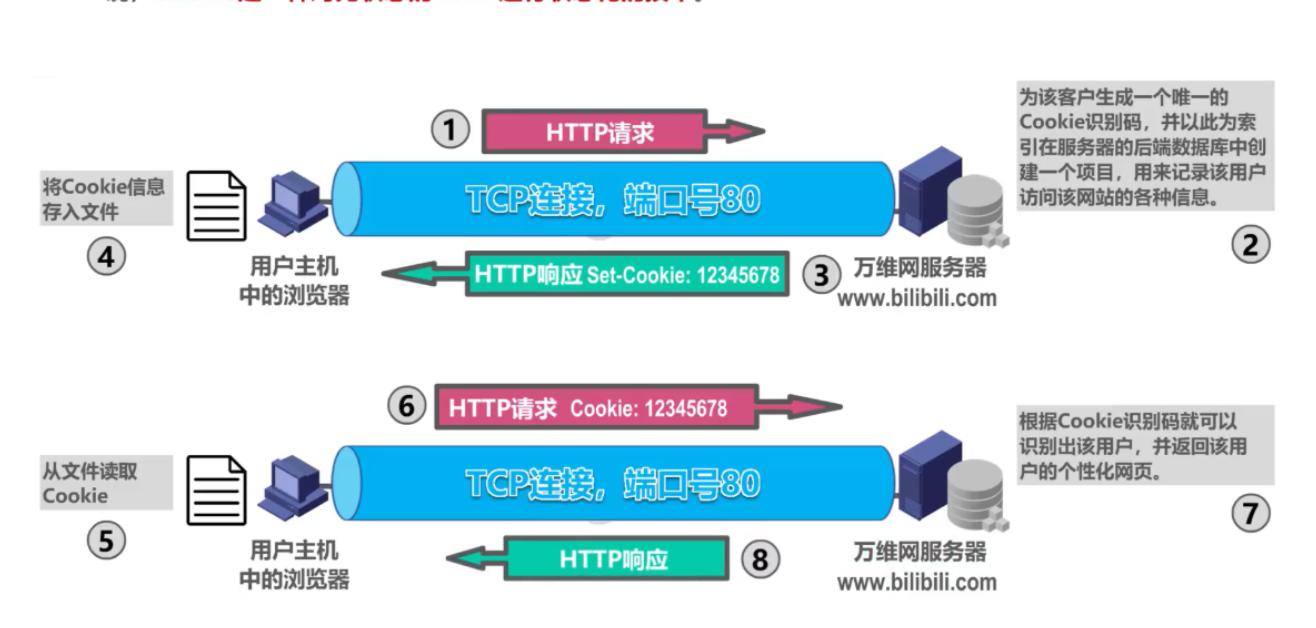 ①
HTTP请求
为该客户生成一个唯一的
Cookie识别码，并以此为索
引在服务器的后端数据库中创
建一个项目，用来记录该用户
访问该网站的各种信息。
②
将Cookie信息
存入文件
④
TCP连接，端口号80
用户主机
中的浏览器
HTTP响应 Set-Cookie: 12345678
③
万维网服务器
www.bilibili.com
⑥
HTTP请求 Cookie: 12345678
根据Cookie识别码就可以
识别出该用户，并返回该用
户的个性化网页。
⑦
从文件读取
Cookie
⑤
TCP连接，端口号80
用户主机
中的浏览器
HTTP响应
⑧
万维网服务器
www.bilibili.com